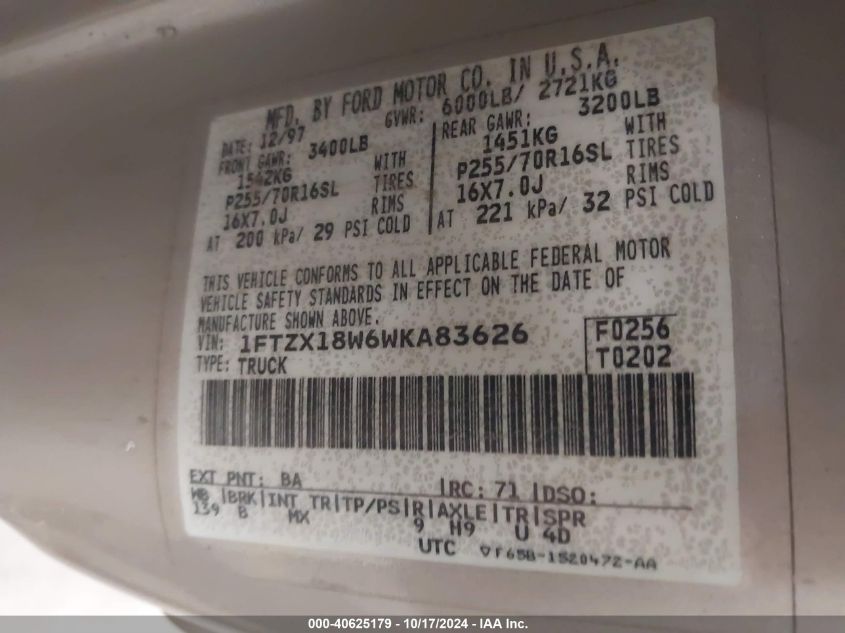 MFD. BY FORD MOTOR CO. IN U.S.A.
DATE: 12/97 GVWR: 6000LB/ 2721KG
FRONT GAWR: 3400LB
1542KG WITH
P255/70R16SL TIRES
16X7.0J RIMS
AT 200 kPa/ 29 PSI COLD
REAR GAWR: 3200LB
1451KG WITH
P255/70R16SL TIRES
16X7.0J RIMS
AT 221 kPa/ 32 PSI COLD
THIS VEHICLE CONFORMS TO ALL APPLICABLE FEDERAL MOTOR
VEHICLE SAFETY STANDARDS IN EFFECT ON THE DATE OF
MANUFACTURE SHOWN ABOVE.
VIN: 1FTZX18W6WKA83626 F0256
TYPE: TRUCK T0202
EXT PNT: BA |RC: 71 |DSO:
WB |BRK|INT TR|TP/PS|R|AXLE|TR|SPR
139 B MX 9 H9 U 4D
UTC ▽F65B-1520472-AA
000-40625179 - 10/17/2024 - IAA Inc.